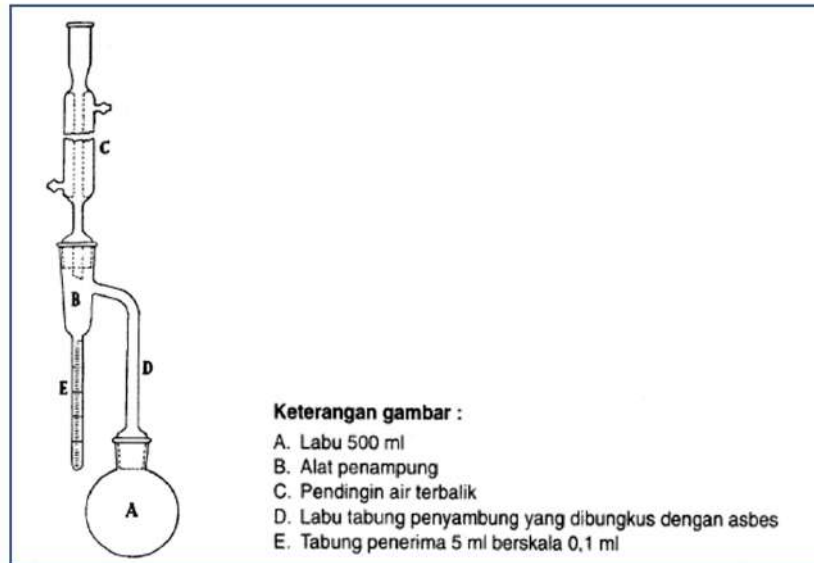 C
B
D
E
A
Keterangan gambar :
A. Labu 500 ml
B. Alat penampung
C. Pendingin air terbalik
D. Labu tabung penyambung yang dibungkus dengan asbes
E. Tabung penerima 5 ml berskala 0,1 ml